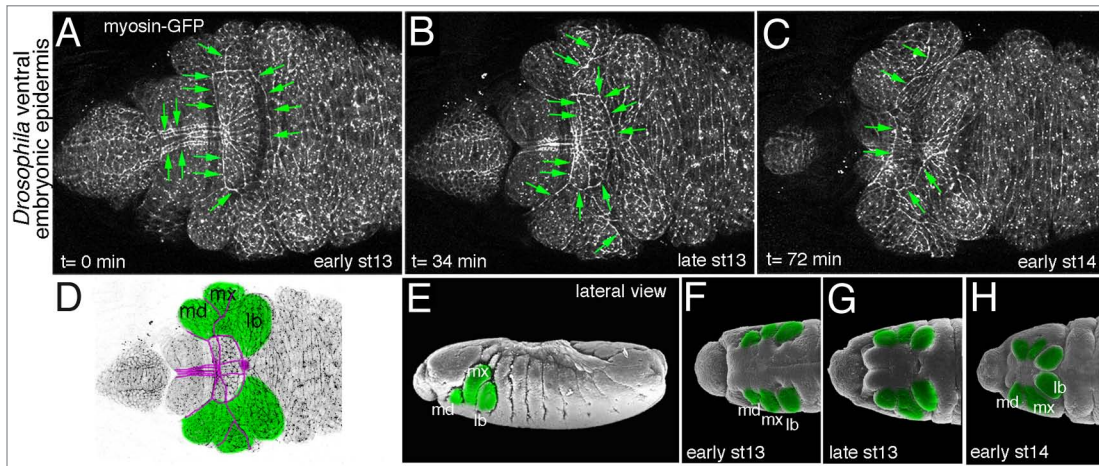 Drosophila ventral
embryonic epidermis
A
myosin-GFP
t= 0 min
early st13
B
t= 34 min
late st13
C
t= 72 min
early st14
D
md
mx
lb
E
lateral view
mx
md
lb
F
md
mx
lb
early st13
G
late st13
H
lb
md
mx
early st14